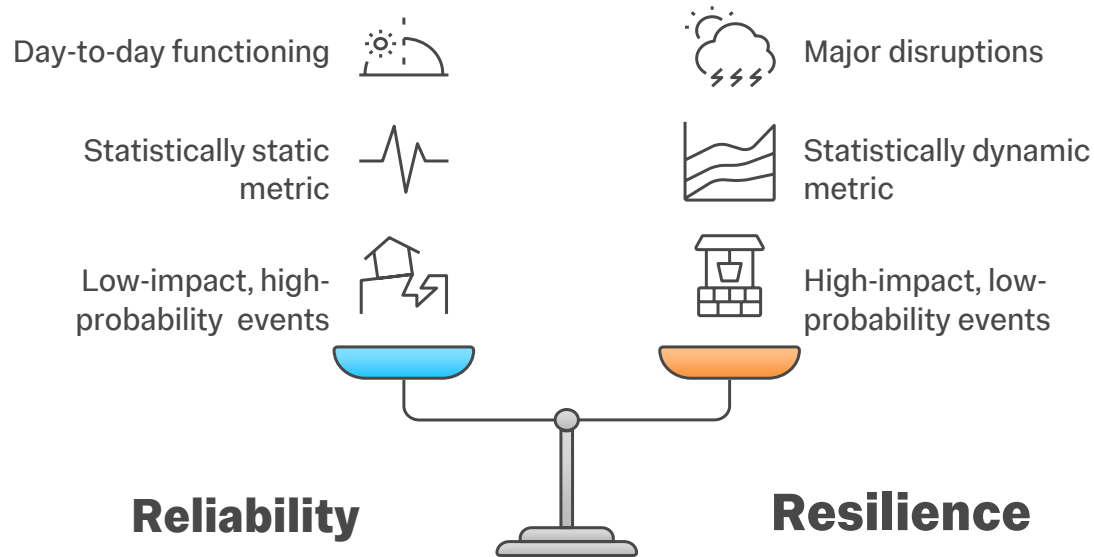 Day-to-day functioning
Major disruptions
Statistically static
metric
Statistically dynamic
metric
Low-impact, high-
probability events
High-impact, low-
probability events
Reliability
Resilience